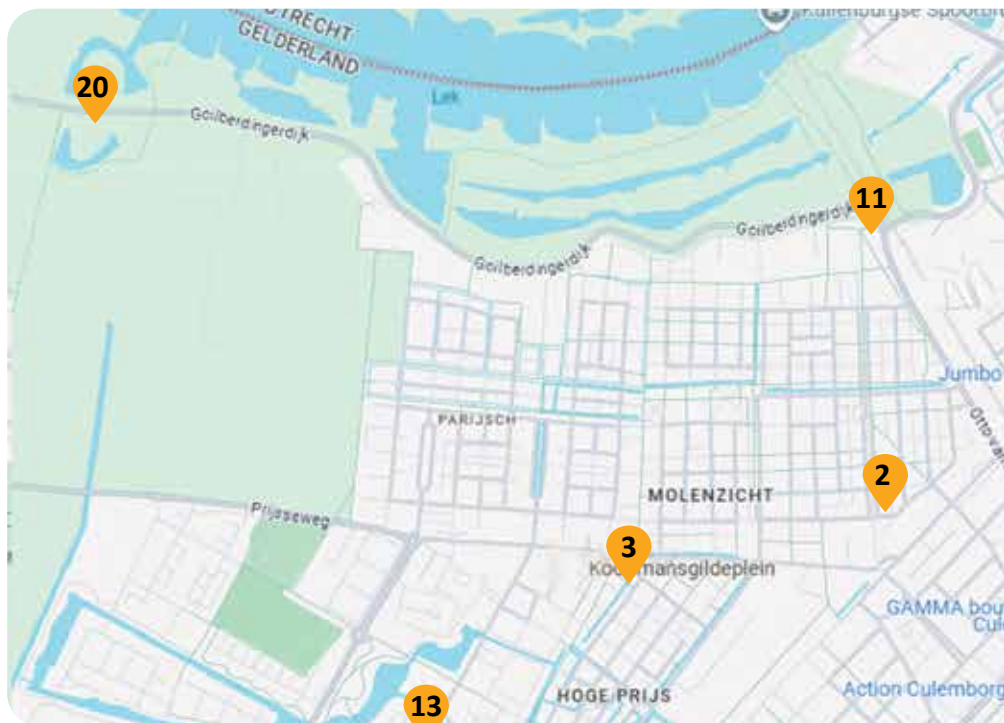 UTRECHT
GELDERLAND
20
Lek
Goilberdingerdijk
11
Goilberdingerdijk
Goilberdingerdijk
Jumbo
PARIJSCH
2
MOLENZICHT
Prijsseweg
3
GAMMA
HOGE PRIJS
Action Culemborg
13